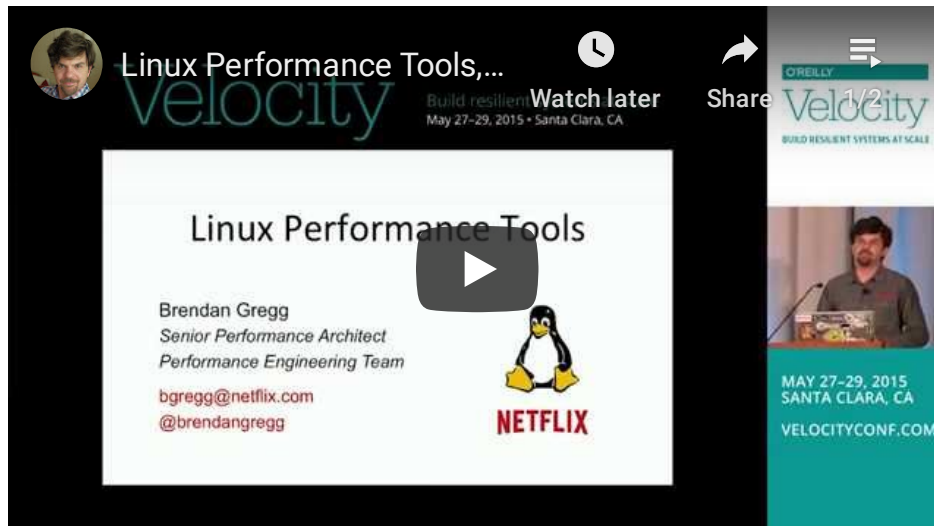 Linux Performance Tools,...
Watch later
Share
1/2
Velocity
Build resilient
May 27–29, 2015 • Santa Clara, CA
O'REILLY
Velocity
BUILD RESILIENT SYSTEMS AT SCALE
Linux Performance Tools
Brendan Gregg
Senior Performance Architect
Performance Engineering Team
bgregg@netflix.com
@brendangregg
NETFLIX
MAY 27–29, 2015
SANTA CLARA, CA
VELOCITYCONF.COM